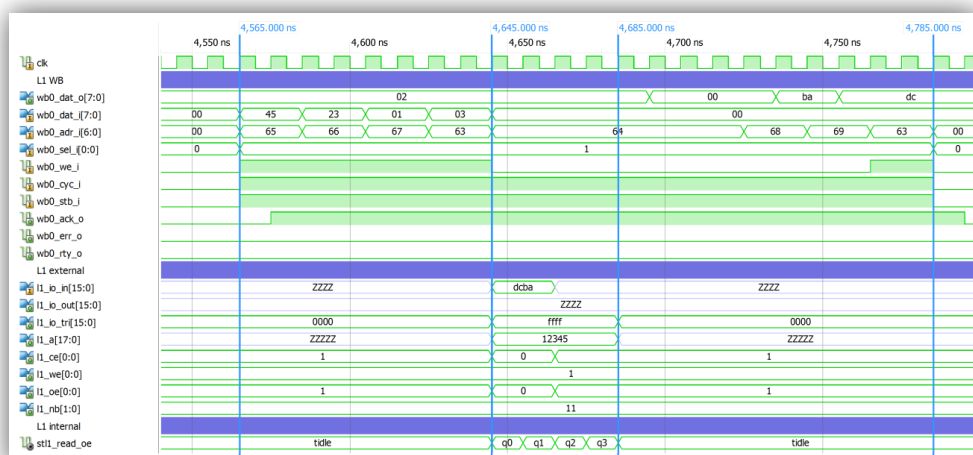 4,565.000 ns 4,645.000 ns 4,685.000 ns 4,785.000 ns
4,550 ns 4,600 ns 4,650 ns 4,700 ns 4,750 ns
clk
L1 WB
wb0_dat_o[7:0] 02 00 ba dc
wb0_dat_i[7:0] 00 45 23 01 03 00
wb0_adr_i[6:0] 00 65 66 67 63 64 68 69 63 00
wb0_sel_i[0:0] 0 1 0
wb0_we_i
wb0_cyc_i
wb0_stb_i
wb0_ack_o
wb0_err_o
wb0_rty_o
L1 external
l1_io_in[15:0] ZZZZ dcba ZZZZ
l1_io_out[15:0] ZZZZ
l1_io_tri[15:0] 0000 ffff 0000
l1_a[17:0] ZZZZZ 12345 ZZZZZ
l1_ce[0:0] 1 0 1
l1_we[0:0] 1
l1_oe[0:0] 1 0 1
l1_nb[1:0] 11
L1 internal
stl1_read_oe tidle q0 q1 q2 q3 tidle